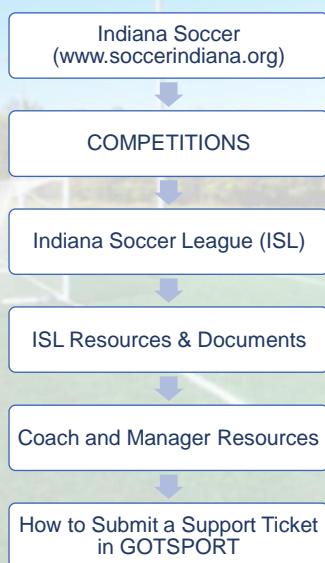 Indiana Soccer
(www.soccerindiana.org)
COMPETITIONS
Indiana Soccer League (ISL)
ISL Resources & Documents
Coach and Manager Resources
How to Submit a Support Ticket
in GOTSPORT